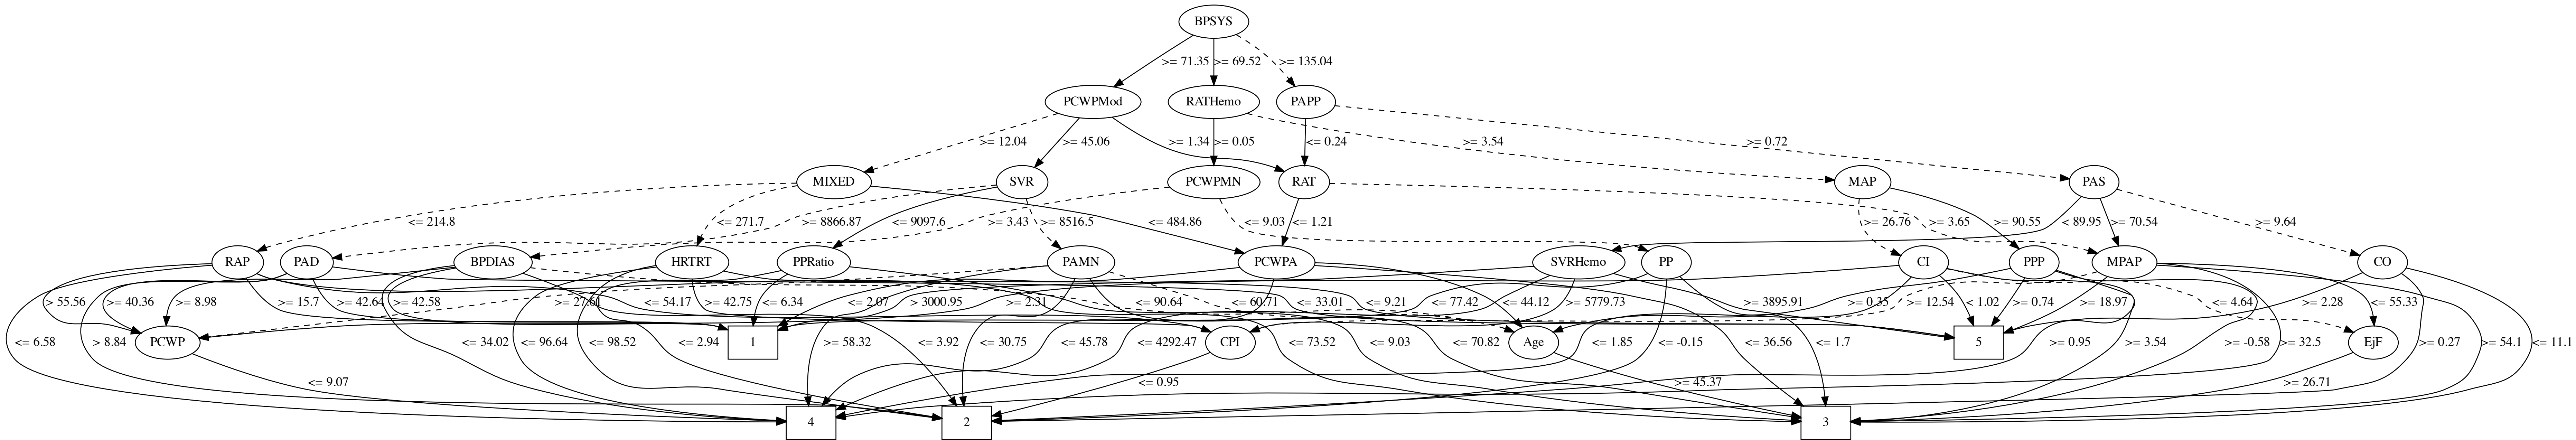 BPSYS
>= 71.35 >= 69.52 >= 135.04
PCWPMod RATHemo PAPP
>= 12.04 >= 45.06 >= 1.34 >= 0.05 >= 3.54 <= 0.24 >= 0.72
MIXED SVR PCWPMN RAT MAP PAS
<= 214.8 <= 271.7 >= 8866.87 <= 9097.6 >= 3.43 >= 8516.5 <= 484.86 <= 9.03 <= 1.21 >= 3.65 >= 26.76 >= 90.55 < 89.95 >= 70.54 >= 9.64
RAP PAD BPDIAS HRTRT PPRatio PAMN PCWPA SVRHemo PP CI PPP MPAP CO
> 55.56 >= 40.36 >= 8.98 >= 15.7 >= 42.64 >= 42.58 >= 27.61 <= 54.17 >= 42.75 <= 6.34 <= 2.07 > 3000.95 >= 2.31 <= 90.64 <= 60.71 <= 33.01 <= 9.21 <= 77.42 <= 44.12 >= 5779.73 >= 3895.91 >= 0.35 >= 12.54 < 1.02 >= 0.74 >= 18.97 <= 4.64 >= 2.28 <= 55.33
<= 6.58 > 8.84 PCWP <= 34.02 <= 96.64 <= 98.52 <= 2.94 1 >= 58.32 <= 3.92 <= 30.75 <= 45.78 <= 4292.47 CPI <= 73.52 <= 9.03 <= 70.82 Age <= 1.85 <= -0.15 <= 36.56 <= 1.7 5 >= 0.95 >= 3.54 >= -0.58 >= 32.5 EjF >= 0.27 >= 54.1 <= 11.1
<= 9.07 <= 0.95 >= 45.37 >= 26.71
4 2 3